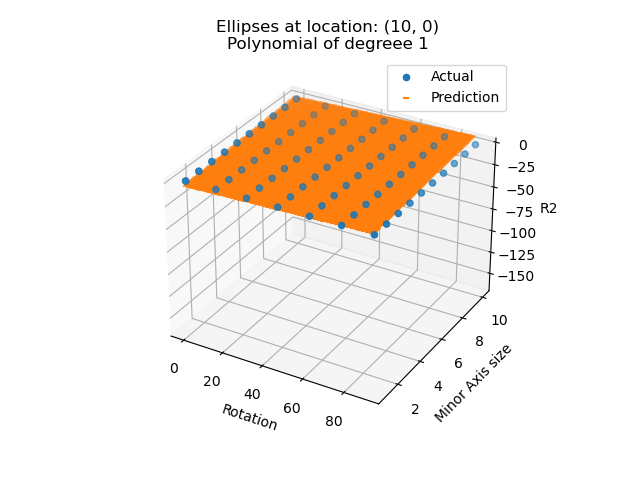 Ellipses at location: (10, 0)
Polynomial of degreee 1
Actual
Prediction
0
−25
−50
−75
−100
−125
−150
R2
10
8
6
4
2
Minor Axis size
0
20
40
60
80
Rotation